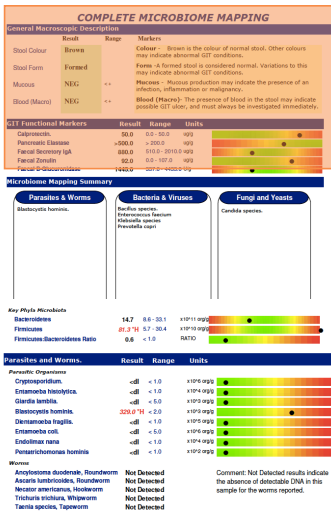 COMPLETE MICROBIOME MAPPING
General Macroscopic Description
Result Range Markers
Stool Colour Brown Colour - Brown is the colour of normal stool. Other colours
may indicate abnormal GIT conditions.
Stool Form Formed Form -A formed stool is considered normal. Variations to this
may indicate abnormal GIT conditions.
Mucous NEG << Mucous - Mucous production may indicate the presence of an
infection, inflammation or malignancy.
Blood (Macro) NEG << Blood (Macro)- The presence of blood in the stool may indicate
possible GIT ulcer, and must always be investigated immediately.
GIT Functional Markers Result Range Units
Calprotectin. 50.0 0.0 - 50.0 ug/g
Pancreatic Elastase >500.0 > 200.0 ug/g
Faecal Secretory IgA 880.0 510.0 - 2010.0 ug/g
Faecal Zonulin 92.0 0.0 - 107.0 ug/g
Faecal B-Glucuronidase 1448.0 337.0 - 4433.0 U/g
Microbiome Mapping Summary
Parasites & Worms Bacteria & Viruses Fungi and Yeasts
Blastocystis hominis. Bacillus species. Candida species.
Enterococcus faecium
Klebsiella species
Prevotella copri
Key Phyla Microbiota
Bacteroidetes 14.7 8.6 - 33.1 x10^11 org/g
Firmicutes 81.3 *H 5.7 - 30.4 x10^10 org/g
Firmicutes:Bacteroidetes Ratio 0.6 < 1.0 RATIO
Parasites and Worms. Result Range Units
Parasitic Organisms
Cryptosporidium. <dl < 1.0 x10^6 org/g
Entamoeba histolytica. <dl < 1.0 x10^4 org/g
Giardia lamblia. <dl < 5.0 x10^3 org/g
Blastocystis hominis. 329.0 *H < 2.0 x10^3 org/g
Dientamoeba fragilis. <dl < 1.0 x10^5 org/g
Entamoeba coli. <dl < 5.0 x10^6 org/g
Endolimax nana <dl < 1.0 x10^4 org/g
Pentatrichomonas hominis <dl < 1.0 x10^2 org/g
Worms
Ancylostoma duodenale, Roundworm Not Detected
Ascaris lumbricoides, Roundworm Not Detected
Necator americanus, Hookworm Not Detected
Trichuris trichiura, Whipworm Not Detected
Taenia species, Tapeworm Not Detected
Comment: Not Detected results indicate
the absence of detectable DNA in this
sample for the worms reported.